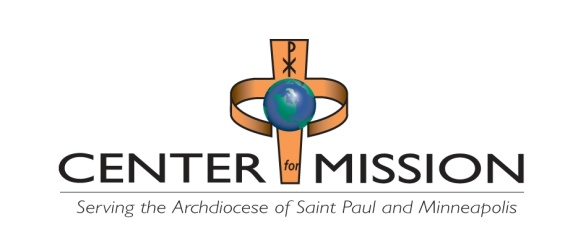 CENTER for MISSION
Serving the Archdiocese of Saint Paul and Minneapolis